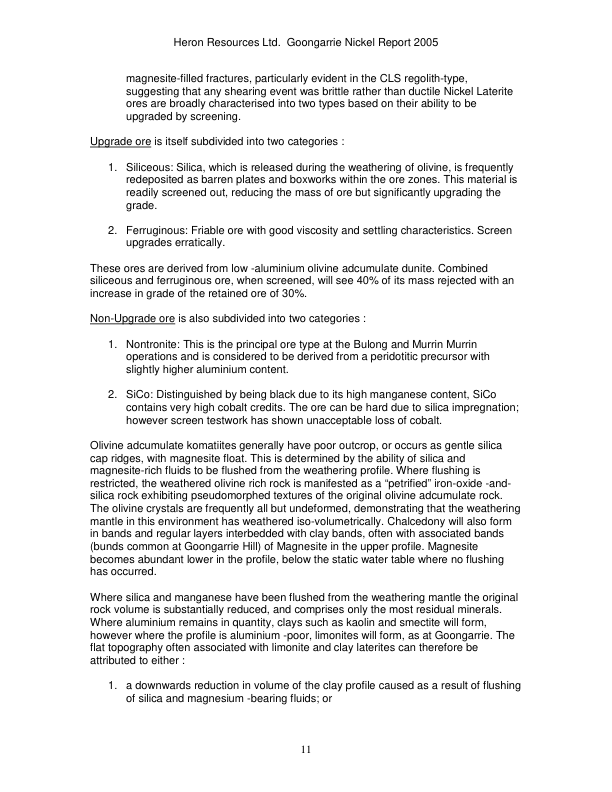 Heron Resources Ltd.  Goongarrie Nickel Report 2005
magnesite-filled fractures, particularly evident in the CLS regolith-type,
suggesting that any shearing event was brittle rather than ductile Nickel Laterite
ores are broadly characterised into two types based on their ability to be
upgraded by screening.
Upgrade ore is itself subdivided into two categories :
1. Siliceous: Silica, which is released during the weathering of olivine, is frequently
redeposited as barren plates and boxworks within the ore zones. This material is
readily screened out, reducing the mass of ore but significantly upgrading the
grade.
2. Ferruginous: Friable ore with good viscosity and settling characteristics. Screen
upgrades erratically.
These ores are derived from low -aluminium olivine adcumulate dunite. Combined
siliceous and ferruginous ore, when screened, will see 40% of its mass rejected with an
increase in grade of the retained ore of 30%.
Non-Upgrade ore is also subdivided into two categories :
1. Nontronite: This is the principal ore type at the Bulong and Murrin Murrin
operations and is considered to be derived from a peridotitic precursor with
slightly higher aluminium content.
2. SiCo: Distinguished by being black due to its high manganese content, SiCo
contains very high cobalt credits. The ore can be hard due to silica impregnation;
however screen testwork has shown unacceptable loss of cobalt.
Olivine adcumulate komatiites generally have poor outcrop, or occurs as gentle silica
cap ridges, with magnesite float. This is determined by the ability of silica and
magnesite-rich fluids to be flushed from the weathering profile. Where flushing is
restricted, the weathered olivine rich rock is manifested as a “petrified” iron-oxide -and-
silica rock exhibiting pseudomorphed textures of the original olivine adcumulate rock.
The olivine crystals are frequently all but undeformed, demonstrating that the weathering
mantle in this environment has weathered iso-volumetrically. Chalcedony will also form
in bands and regular layers interbedded with clay bands, often with associated bands
(bunds common at Goongarrie Hill) of Magnesite in the upper profile. Magnesite
becomes abundant lower in the profile, below the static water table where no flushing
has occurred.
Where silica and manganese have been flushed from the weathering mantle the original
rock volume is substantially reduced, and comprises only the most residual minerals.
Where aluminium remains in quantity, clays such as kaolin and smectite will form,
however where the profile is aluminium -poor, limonites will form, as at Goongarrie. The
flat topography often associated with limonite and clay laterites can therefore be
attributed to either :
1. a downwards reduction in volume of the clay profile caused as a result of flushing
of silica and magnesium -bearing fluids; or
11